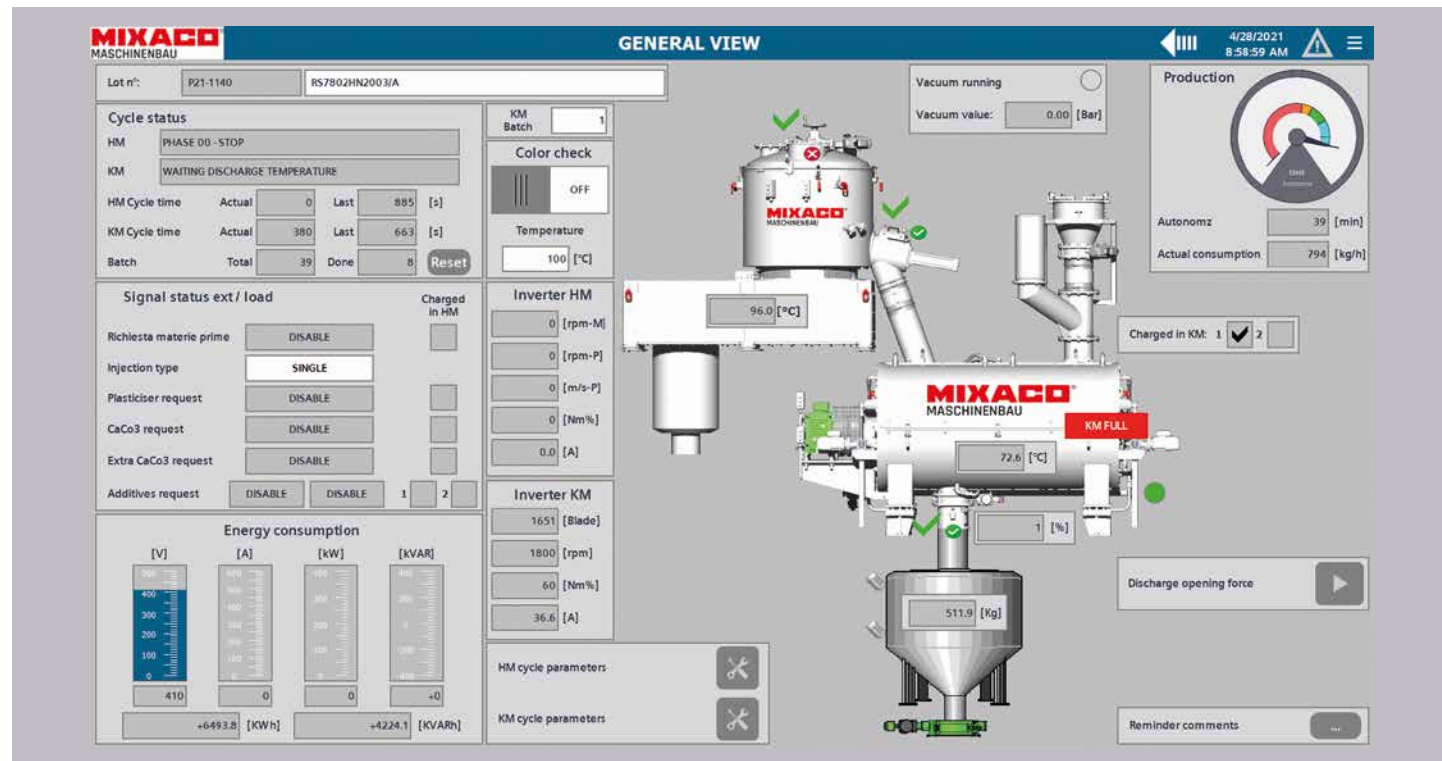 MIXACO
MASCHINENBAU
GENERAL VIEW
4/28/2021
8:58:59 AM
Lot n°: P21-1140 RS7802HN2003/A
Cycle status
HM PHASE 00 - STOP
KM WAITING DISCHARGE TEMPERATURE
HM Cycle time Actual 0 Last 885 [s]
KM Cycle time Actual 380 Last 663 [s]
Batch Total 39 Done 8 Reset
KM
Batch 1
Color check
OFF
Temperature
100 [°C]
Signal status ext / load
Charged
in HM
Richiesta materie prime DISABLE
Injection type SINGLE
Plasticiser request DISABLE
CaCo3 request DISABLE
Extra CaCo3 request DISABLE
Additives request DISABLE DISABLE 1 2
Inverter HM
0 [rpm-M]
0 [rpm-P]
0 [m/s-P]
0 [Nm%]
0.0 [A]
Inverter KM
1651 [Blade]
1800 [rpm]
60 [Nm%]
36.6 [A]
Energy consumption
[V] [A] [kW] [kVAR]
400
300
200
100
0
410 0 0 +0
+6493.8 [KWh] +4224.1 [KVARh]
HM cycle parameters
KM cycle parameters
Vacuum running
Vacuum value: 0.00 [Bar]
MIXACO
MASCHINENBAU
96.0 [°C]
Production
Autonomz 39 [min]
Actual consumption 794 [kg/h]
Charged in KM: 1 2
MIXACO
MASCHINENBAU
KM FULL
72.6 [°C]
1 [%]
511.9 [Kg]
Discharge opening force
Reminder comments ...